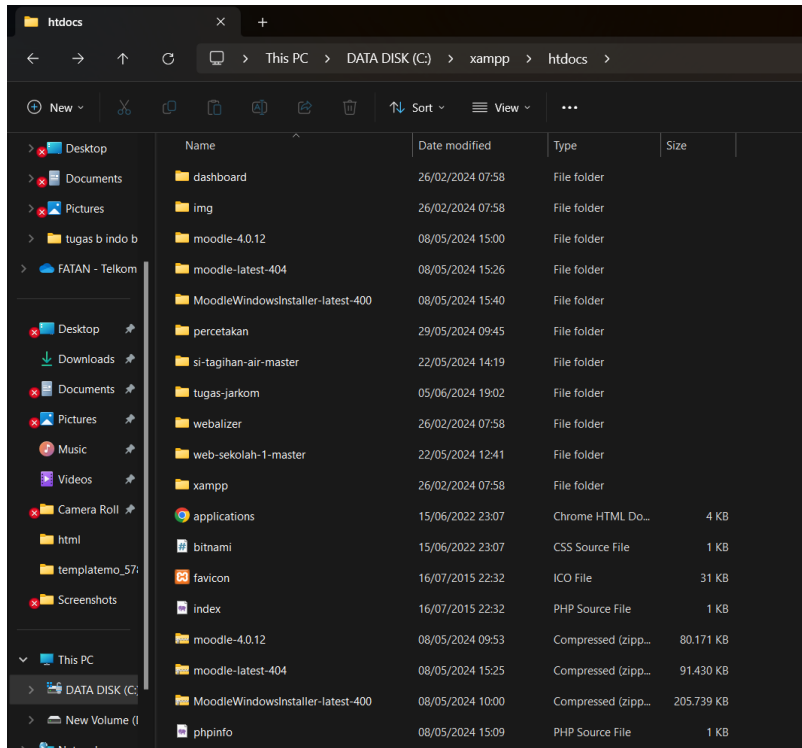 htdocs
This PC > DATA DISK (C:) > xampp > htdocs >
New Sort View
Name Date modified Type Size
Desktop
Documents
Pictures
tugas b indo b
FATAN - Telkom
Desktop
Downloads
Documents
Pictures
Music
Videos
Camera Roll
html
templatemo_578
Screenshots
This PC
DATA DISK (C:
New Volume (
dashboard 26/02/2024 07:58 File folder
img 26/02/2024 07:58 File folder
moodle-4.0.12 08/05/2024 15:00 File folder
moodle-latest-404 08/05/2024 15:26 File folder
MoodleWindowsInstaller-latest-400 08/05/2024 15:40 File folder
percetakan 29/05/2024 09:45 File folder
si-tagihan-air-master 22/05/2024 14:19 File folder
tugas-jarkom 05/06/2024 19:02 File folder
webalizer 26/02/2024 07:58 File folder
web-sekolah-1-master 22/05/2024 12:41 File folder
xampp 26/02/2024 07:58 File folder
applications 15/06/2022 23:07 Chrome HTML Do... 4 KB
bitnami 15/06/2022 23:07 CSS Source File 1 KB
favicon 16/07/2015 22:32 ICO File 31 KB
index 16/07/2015 22:32 PHP Source File 1 KB
moodle-4.0.12 08/05/2024 09:53 Compressed (zipp... 80.171 KB
moodle-latest-404 08/05/2024 15:25 Compressed (zipp... 91.430 KB
MoodleWindowsInstaller-latest-400 08/05/2024 10:00 Compressed (zipp... 205.739 KB
phpinfo 08/05/2024 15:09 PHP Source File 1 KB